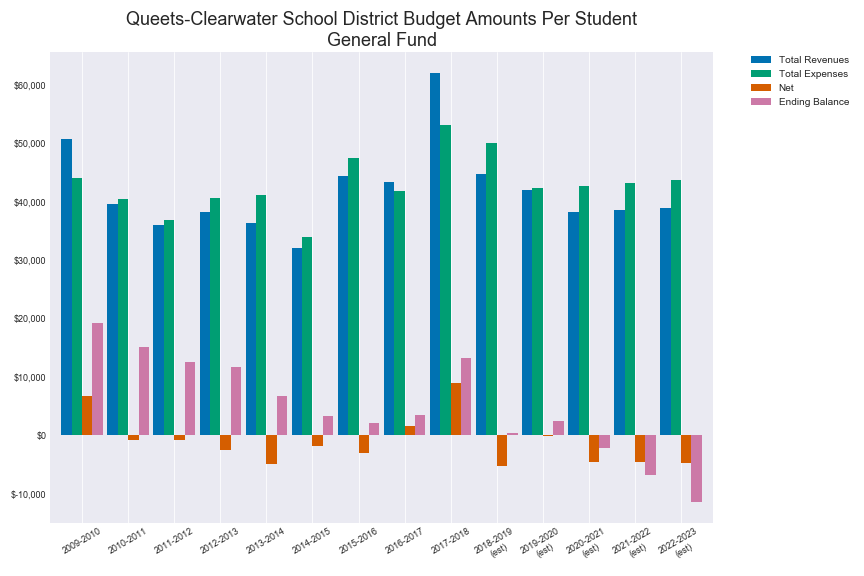 Queets-Clearwater School District Budget Amounts Per Student
General Fund
Total Revenues
Total Expenses
Net
Ending Balance
$60,000
$50,000
$40,000
$30,000
$20,000
$10,000
$0
$-10,000
2009-2010
2010-2011
2011-2012
2012-2013
2013-2014
2014-2015
2015-2016
2016-2017
2017-2018
2018-2019
(est)
2019-2020
(est)
2020-2021
(est)
2021-2022
(est)
2022-2023
(est)